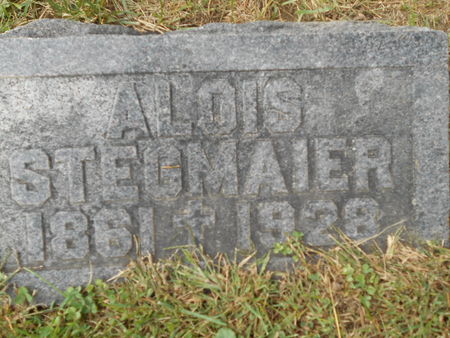 ALOIS
STEGMAIER
1861 ✝ 1928